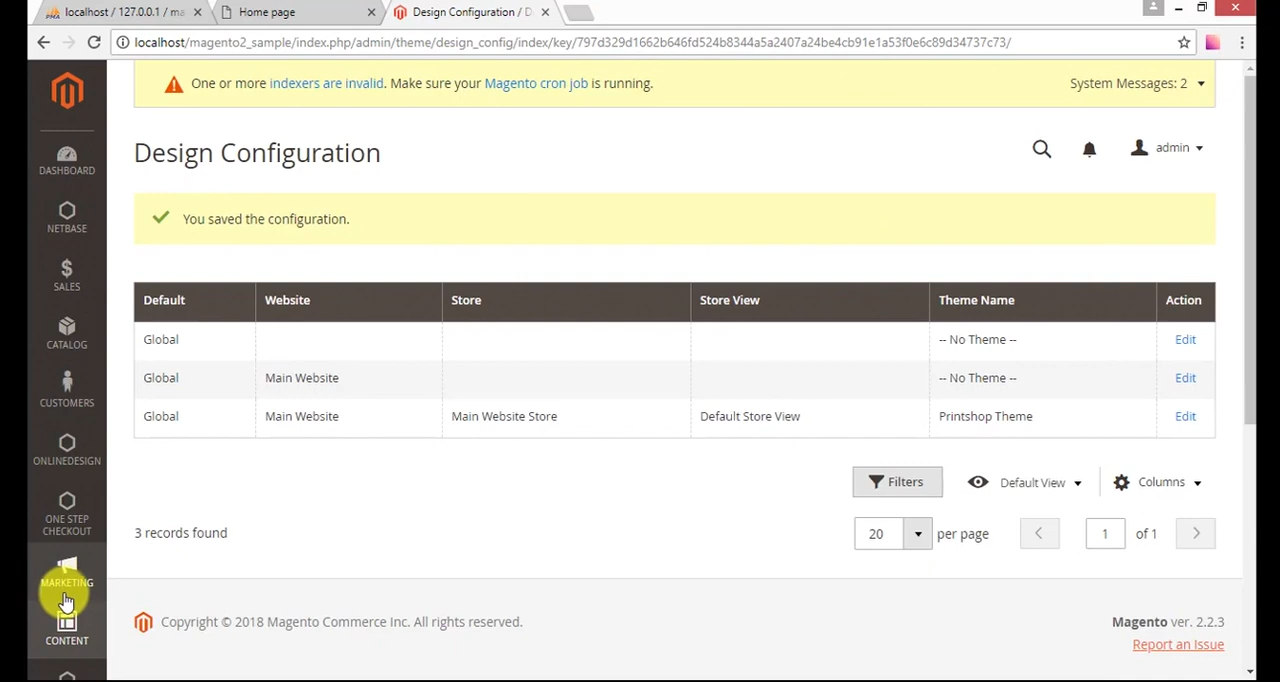 localhost / 127.0.0.1 / ma
Home page
Design Configuration / D
localhost/magento2_sample/index.php/admin/theme/design_config/index/key/797d329d1662b646fd524b8344a5a2407a24be4cb91e1a53f0e6c89d34737c73/
One or more indexers are invalid. Make sure your Magento cron job is running.
System Messages: 2
Design Configuration
admin
You saved the configuration.
DASHBOARD
NETBASE
SALES
CATALOG
CUSTOMERS
ONLINEDESIGN
ONE STEP
CHECKOUT
MARKETING
CONTENT
Default Website Store Store View Theme Name Action
Global -- No Theme -- Edit
Global Main Website -- No Theme -- Edit
Global Main Website Main Website Store Default Store View Printshop Theme Edit
Filters Default View Columns
3 records found 20 per page 1 of 1
Copyright © 2018 Magento Commerce Inc. All rights reserved.
Magento ver. 2.2.3
Report an Issue